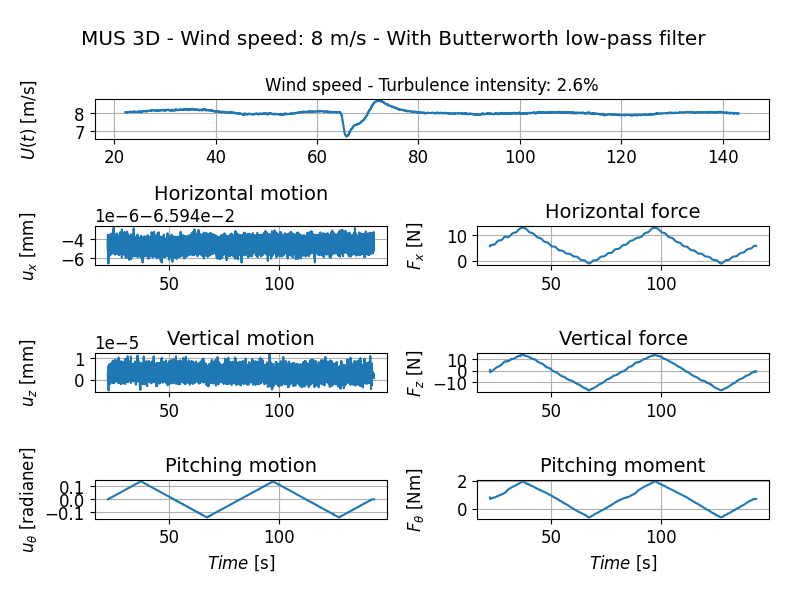 MUS 3D - Wind speed: 8 m/s - With Butterworth low-pass filter
Wind speed - Turbulence intensity: 2.6%
U(t) [m/s]
8
7
20 40 60 80 100 120 140
Horizontal motion
1e−6−6.594e−2
u_x [mm]
−4
−6
50 100
Horizontal force
F_x [N]
10
0
50 100
Vertical motion
1e−5
u_z [mm]
1
0
50 100
Vertical force
F_z [N]
10
0
−10
50 100
Pitching motion
u_θ [radianer]
0.1
0.0
−0.1
50 100
Time [s]
Pitching moment
F_θ [Nm]
2
0
50 100
Time [s]